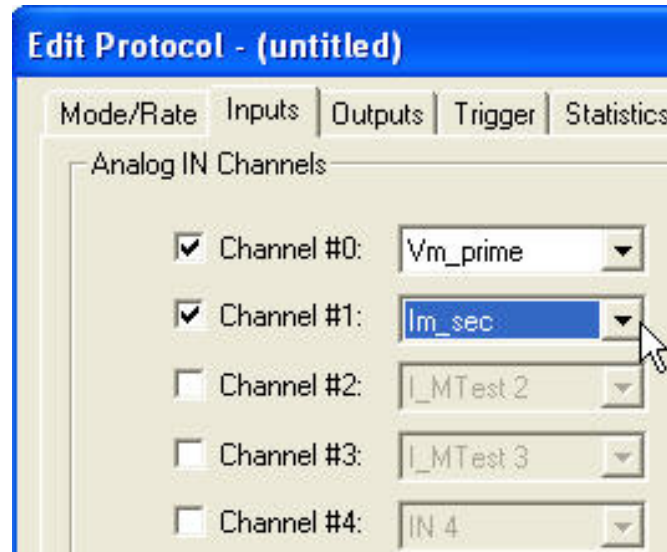 Edit Protocol - (untitled)
Mode/Rate Inputs Outputs Trigger Statistics
Analog IN Channels
Channel #0: Vm_prime
Channel #1: Im_sec
Channel #2: I_MTest 2
Channel #3: I_MTest 3
Channel #4: IN 4